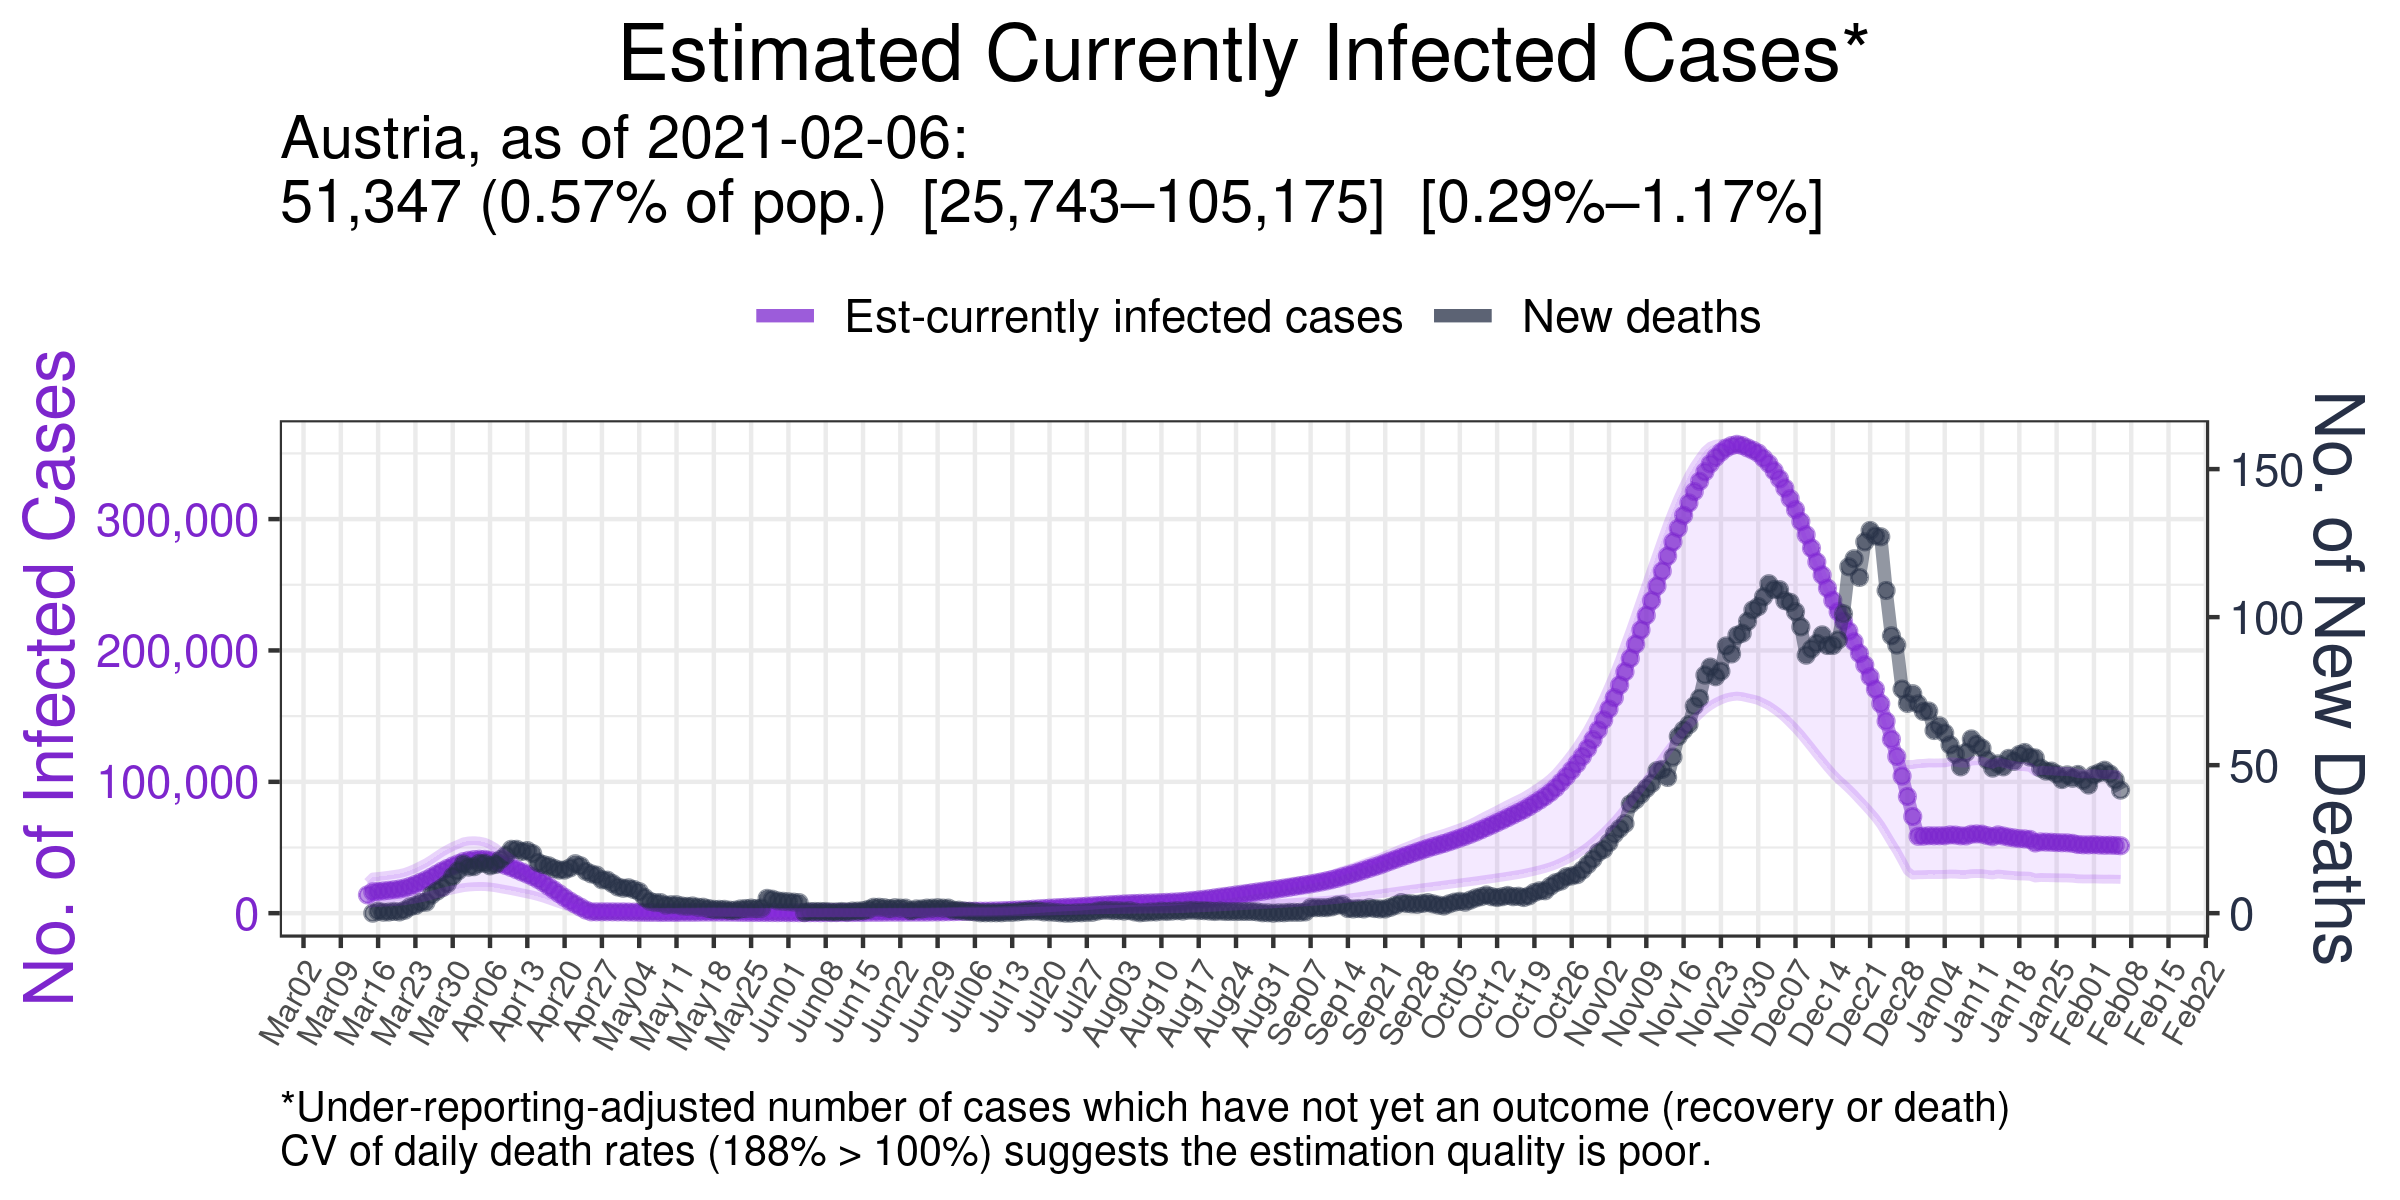 Estimated Currently Infected Cases*
Austria, as of 2021-02-06:
51,347 (0.57% of pop.) [25,743–105,175] [0.29%–1.17%]
Est-currently infected cases
New deaths
No. of Infected Cases
300,000
200,000
100,000
0
150
100
50
0
No. of New Deaths
Mar02
Mar09
Mar16
Mar23
Mar30
Apr06
Apr13
Apr20
Apr27
May04
May11
May18
May25
Jun01
Jun08
Jun15
Jun22
Jun29
Jul06
Jul13
Jul20
Jul27
Aug03
Aug10
Aug17
Aug24
Aug31
Sep07
Sep14
Sep21
Sep28
Oct05
Oct12
Oct19
Oct26
Nov02
Nov09
Nov16
Nov23
Nov30
Dec07
Dec14
Dec21
Dec28
Jan04
Jan11
Jan18
Jan25
Feb01
Feb08
Feb15
Feb22
*Under-reporting-adjusted number of cases which have not yet an outcome (recovery or death)
CV of daily death rates (188% > 100%) suggests the estimation quality is poor.